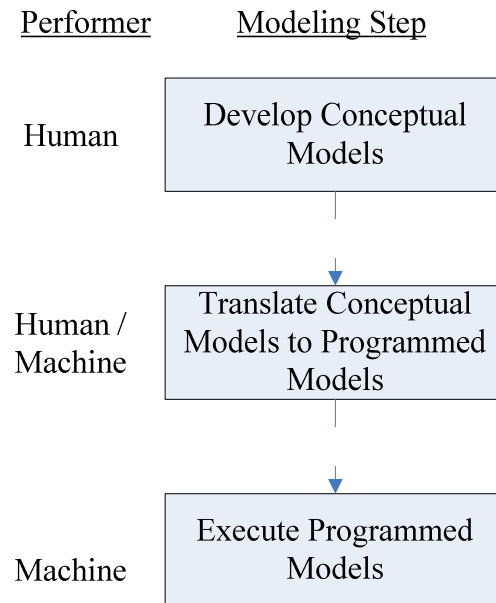 Performer Modeling Step
Human
Develop Conceptual
Models
Human /
Machine
Translate Conceptual
Models to Programmed
Models
Machine
Execute Programmed
Models